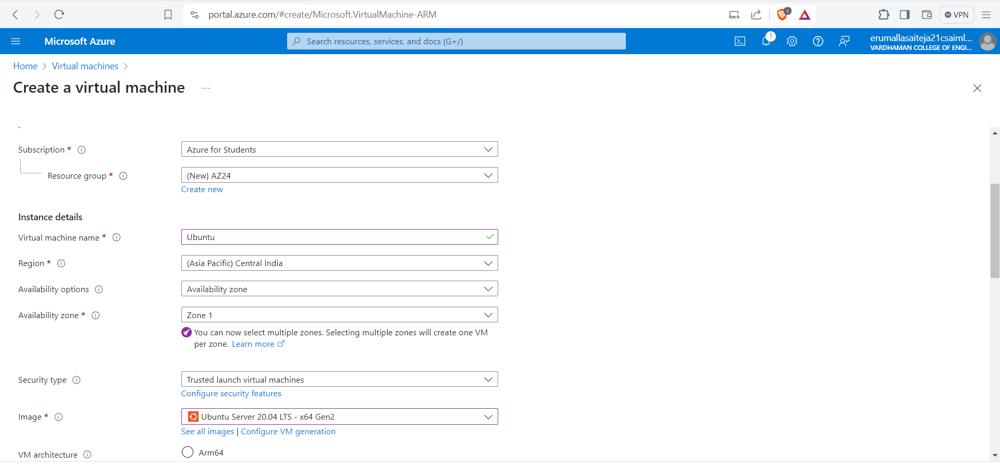 portal.azure.com/#create/Microsoft.VirtualMachine-ARM
1
VPN
Microsoft Azure
Search resources, services, and docs (G+/)
1
erumallasaiteja21csaiml...
VARDHAMAN COLLEGE OF ENGI...
Home > Virtual machines >
Create a virtual machine ...
Subscription * Azure for Students
Resource group * (New) AZ24
Create new
Instance details
Virtual machine name * Ubuntu
Region * (Asia Pacific) Central India
Availability options Availability zone
Availability zone * Zone 1
You can now select multiple zones. Selecting multiple zones will create one VM
per zone. Learn more
Security type Trusted launch virtual machines
Configure security features
Image * Ubuntu Server 20.04 LTS - x64 Gen2
See all images | Configure VM generation
VM architecture Arm64